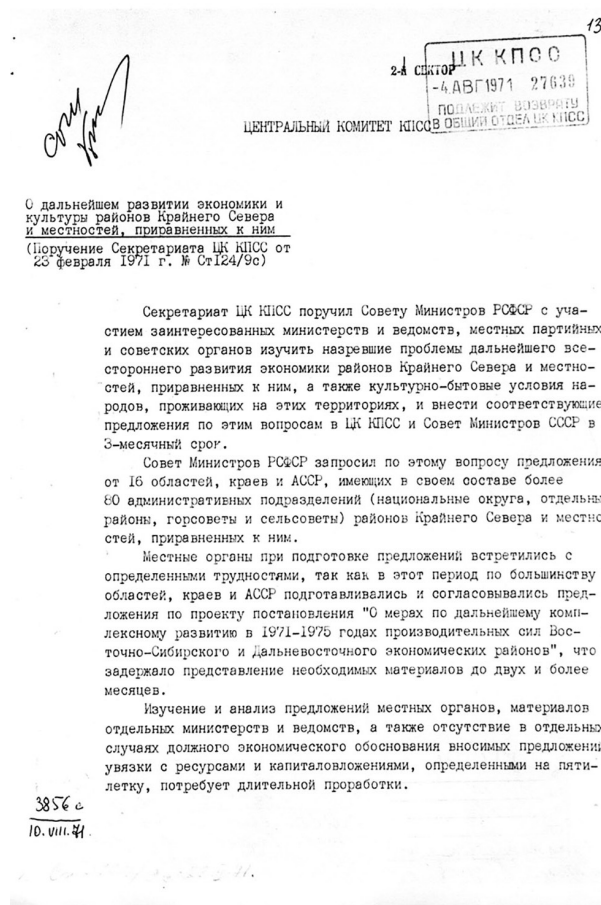 13
2-й СЕКТОР
ЦК КПСС
-4.АВГ1971 27639
ПОДЛЕЖИТ ВОЗВРАТУ
В ОБЩИЙ ОТДЕЛ ЦК КПСС
ЦЕНТРАЛЬНЫЙ КОМИТЕТ КПСС
О дальнейшем развитии экономики и
культуры районов Крайнего Севера
и местностей, приравненных к ним
(Поручение Секретариата ЦК КПСС от
23 февраля 1971 г. № Ст124/9с)
Секретариат ЦК КПСС поручил Совету Министров РСФСР с уча-
стием заинтересованных министерств и ведомств, местных партийных
и советских органов изучить назревшие проблемы дальнейшего все-
стороннего развития экономики районов Крайнего Севера и местно-
стей, приравненных к ним, а также культурно-бытовые условия на-
родов, проживающих на этих территориях, и внести соответствующие
предложения по этим вопросам в ЦК КПСС и Совет Министров СССР в
3-месячный срок.
Совет Министров РСФСР запросил по этому вопросу предложения
от 16 областей, краев и АССР, имеющих в своем составе более
80 административных подразделений (национальные округа, отдельны
районы, горсоветы и сельсоветы) районов Крайнего Севера и местно
стей, приравненных к ним.
Местные органы при подготовке предложений встретились с
определенными трудностями, так как в этот период по большинству
областей, краев и АССР подготавливались и согласовывались пред-
ложения по проекту постановления "О мерах по дальнейшему комп-
лексному развитию в 1971-1975 годах производительных сил Вос-
точно-Сибирского и Дальневосточного экономических районов", что
задержало представление необходимых материалов до двух и более
месяцев.
Изучение и анализ предложений местных органов, материалов
отдельных министерств и ведомств, а также отсутствие в отдельны
случаях должного экономического обоснования вносимых предложени
увязки с ресурсами и капиталовложениями, определенными на пяти-
летку, потребует длительной проработки.
3856 с
10.VIII.71